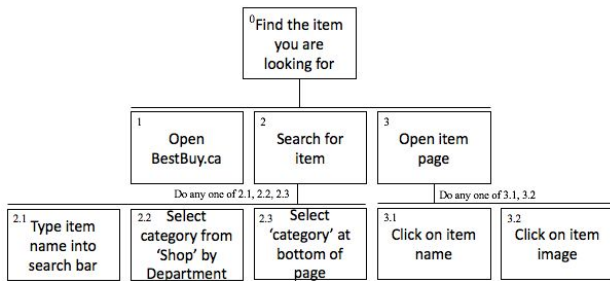 0 Find the item
you are
looking for
1
Open
BestBuy.ca
2
Search for
item
3
Open item
page
Do any one of 2.1, 2.2, 2.3
Do any one of 3.1, 3.2
2.1
Type item
name into
search bar
2.2 Select
category from
'Shop' by
Department
2.3 Select
'category' at
bottom of
page
3.1
Click on item
name
3.2
Click on item
image